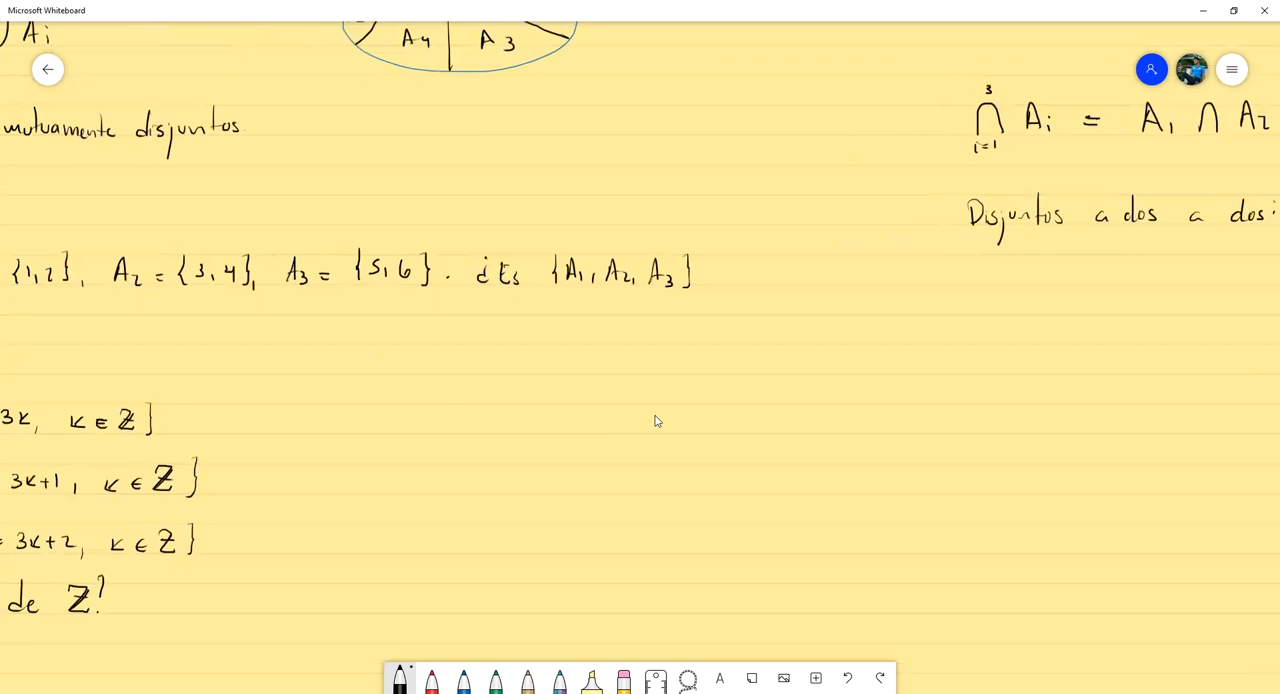 Microsoft Whiteboard
) Ai
A4 A3
mutuamente disjuntos
3
⋂ Ai = A1 ⋂ A2
i=1
Disjuntos a dos a dos:
{1,2}, A2 = {3,4}, A3 = {5,6}. ¿Es {A1, A2, A3}
3k, k ∈ ℤ}
3k+1, k ∈ ℤ}
= 3k+2, k ∈ ℤ}
de ℤ?
A